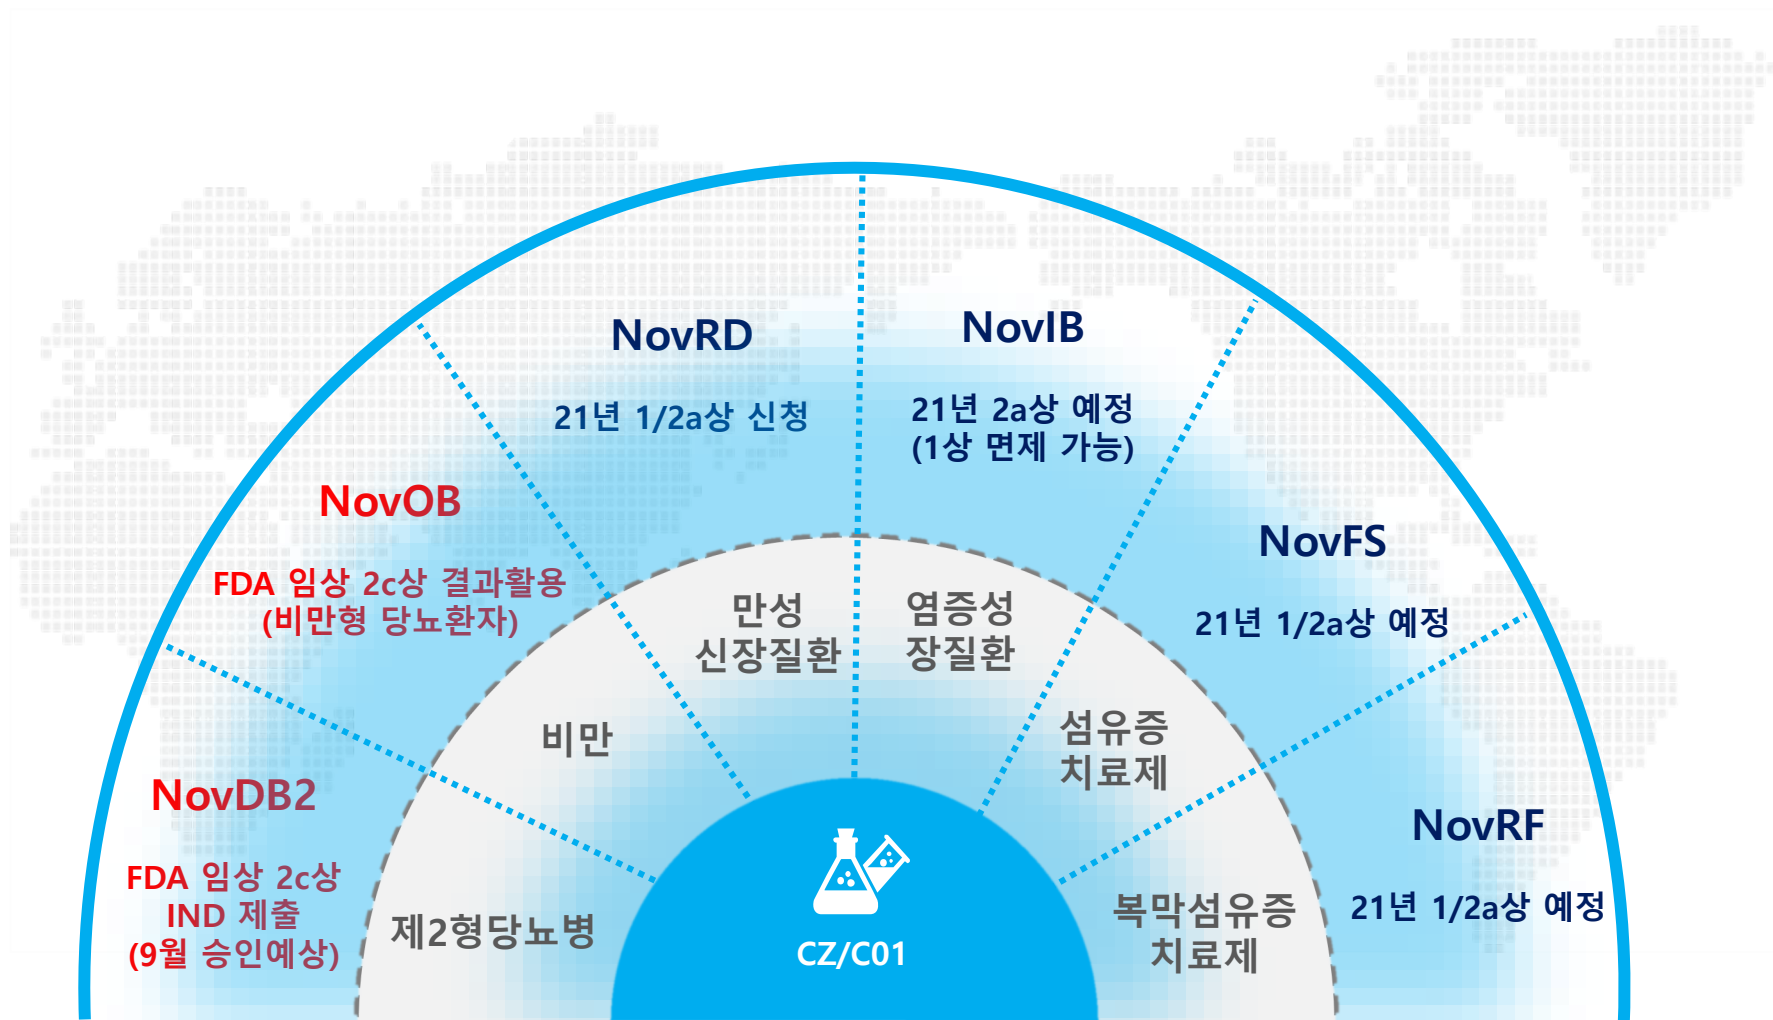 NovRD
21년 1/2a상 신청
NovIB
21년 2a상 예정
(1상 면제 가능)
NovOB
FDA 임상 2c상 결과활용
(비만형 당뇨환자)
NovFS
21년 1/2a상 예정
만성
신장질환
염증성
장질환
비만
섬유증
치료제
NovDB2
FDA 임상 2c상
IND 제출
(9월 승인예상)
제2형당뇨병
NovRF
21년 1/2a상 예정
복막섬유증
치료제
CZ/C01